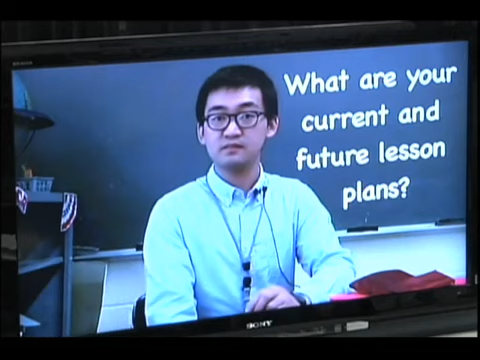 What are your
current and
future lesson
plans?
SONY